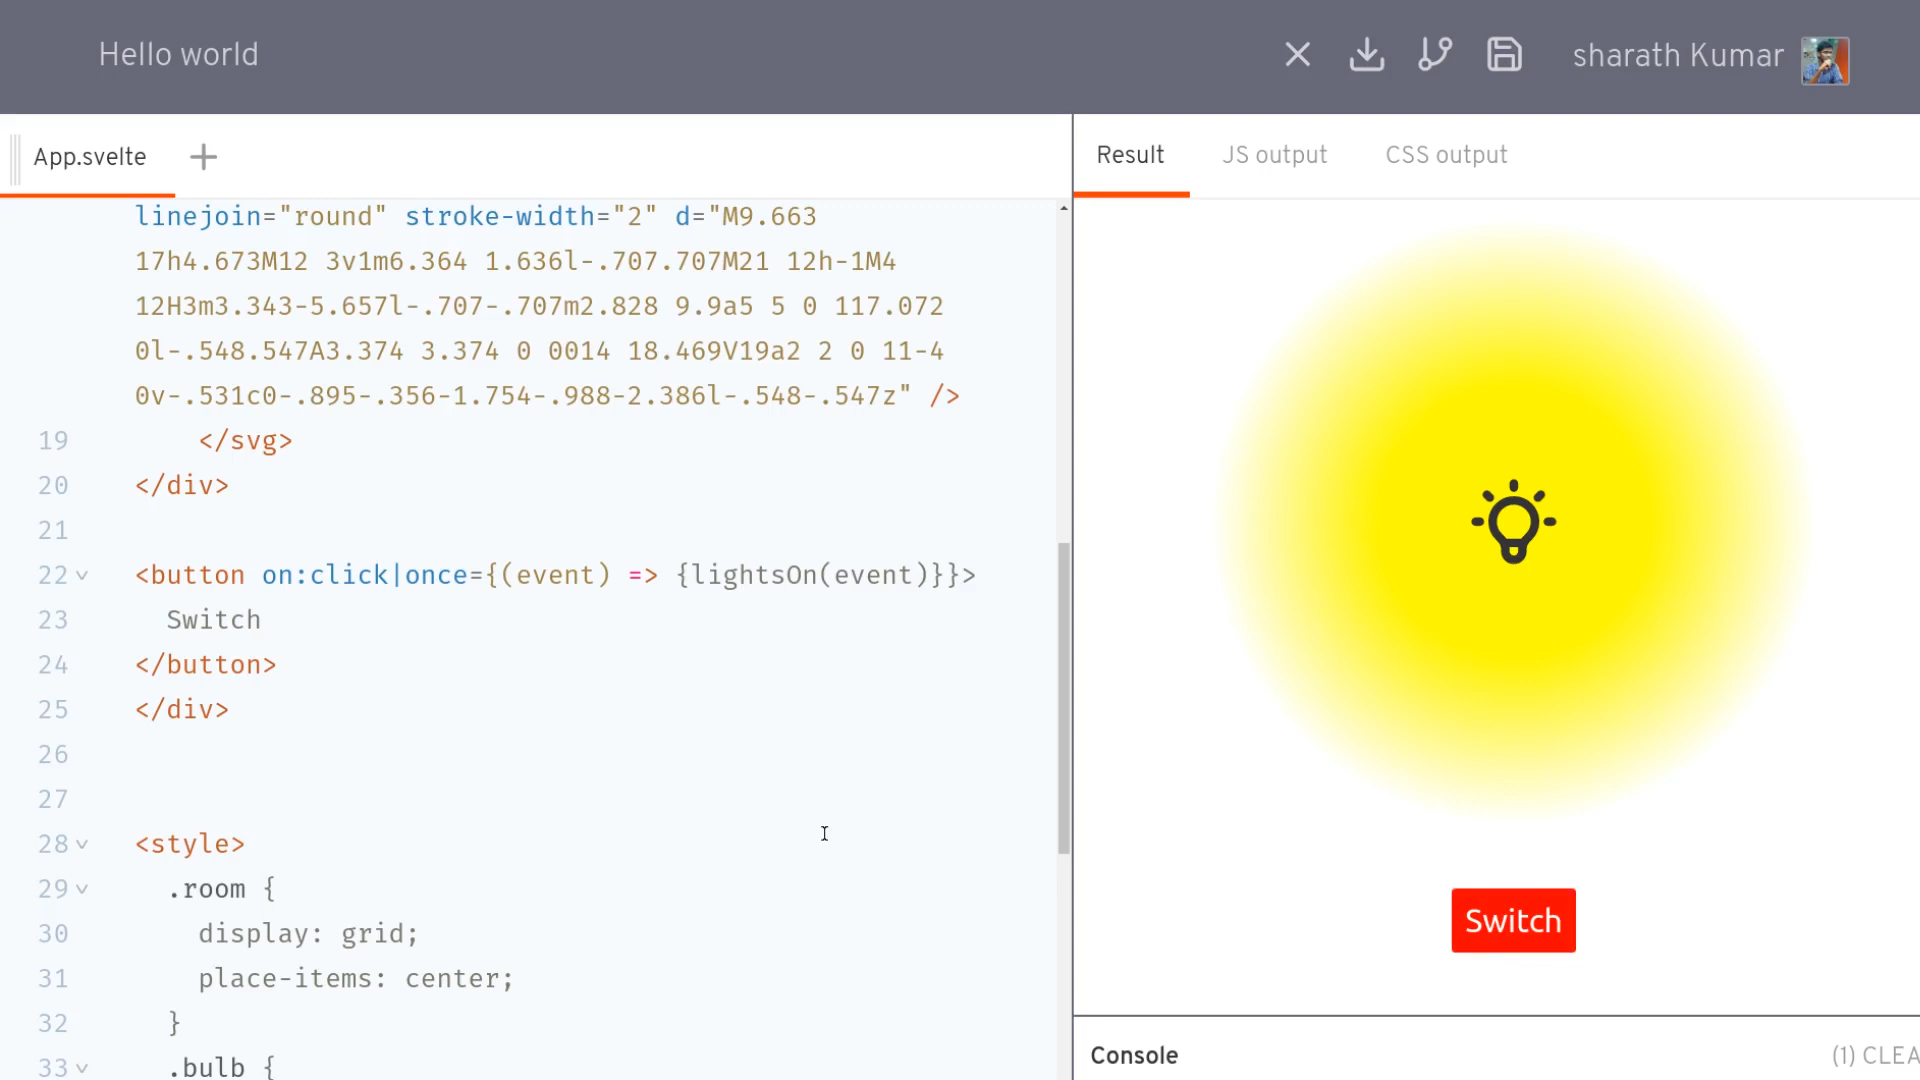 Hello world
sharath Kumar
App.svelte
linejoin="round" stroke-width="2" d="M9.663
17h4.673M12 3v1m6.364 1.636l-.707.707M21 12h-1M4
12H3m3.343-5.657l-.707-.707m2.828 9.9a5 5 0 117.072
0l-.548.547A3.374 3.374 0 0014 18.469V19a2 2 0 11-4
0v-.531c0-.895-.356-1.754-.988-2.386l-.548-.547z" />
19 </svg>
20 </div>
21
22 <button on:click|once={(event) => {lightsOn(event)}}>
23 Switch
24 </button>
25 </div>
26
27
28 <style>
29 .room {
30 display: grid;
31 place-items: center;
32 }
33 .bulb {
Result JS output CSS output
Switch
Console (1) CLEA